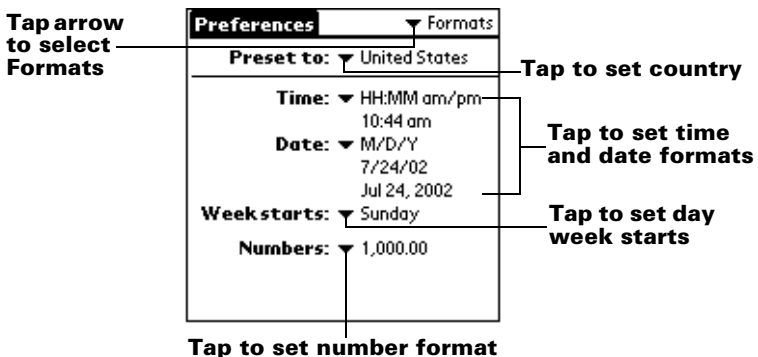 Tap arrow
to select
Formats
Preferences ▼ Formats
Preset to: ▼ United States
Tap to set country
Time: ▼ HH:MM am/pm
10:44 am
Date: ▼ M/D/Y
7/24/02
Jul 24, 2002
Tap to set time
and date formats
Week starts: ▼ Sunday
Tap to set day
week starts
Numbers: ▼ 1,000.00
Tap to set number format